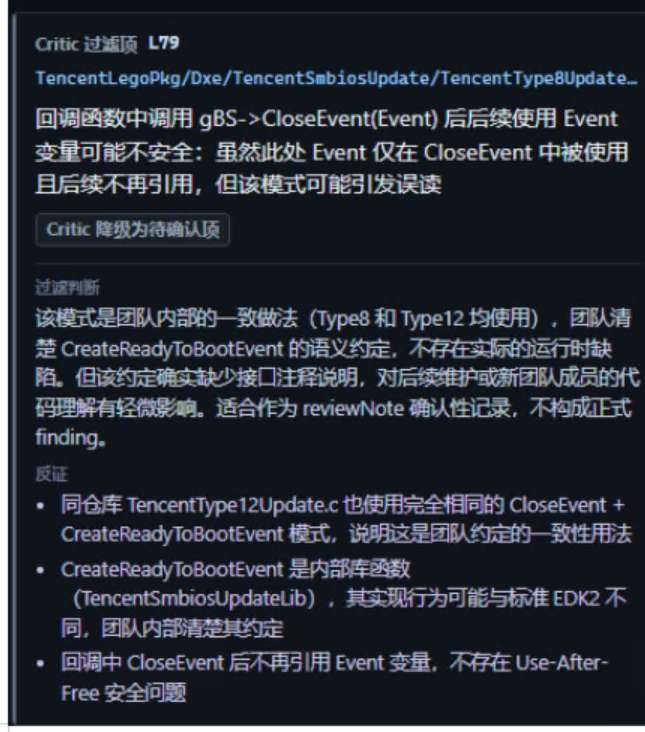 Critic 过滤顶 L79
TencentLegoPkg/Dxe/TencentSmbiosUpdate/TencentType8Update…
回调函数中调用 gBS->CloseEvent(Event) 后后续使用 Event
变量可能不安全：虽然此处 Event 仅在 CloseEvent 中被使用
且后续不再引用，但该模式可能引发误读
Critic 降级为待确认顶
过滤判断
该模式是团队内部的一致做法（Type8 和 Type12 均使用），团队清
楚 CreateReadyToBootEvent 的语义约定，不存在实际的运行时缺
陷。但该约定确实缺少接口注释说明，对后续维护或新团队成员的代
码理解有轻微影响。适合作为 reviewNote 确认性记录，不构成正式
finding。
反证
• 同仓库 TencentType12Update.c 也使用完全相同的 CloseEvent +
CreateReadyToBootEvent 模式，说明这是团队约定的一致性用法
• CreateReadyToBootEvent 是内部库函数
（TencentSmbiosUpdateLib），其实现行为可能与标准 EDK2 不
同，团队内部清楚其约定
• 回调中 CloseEvent 后不再引用 Event 变量，不存在 Use-After-
Free 安全问题